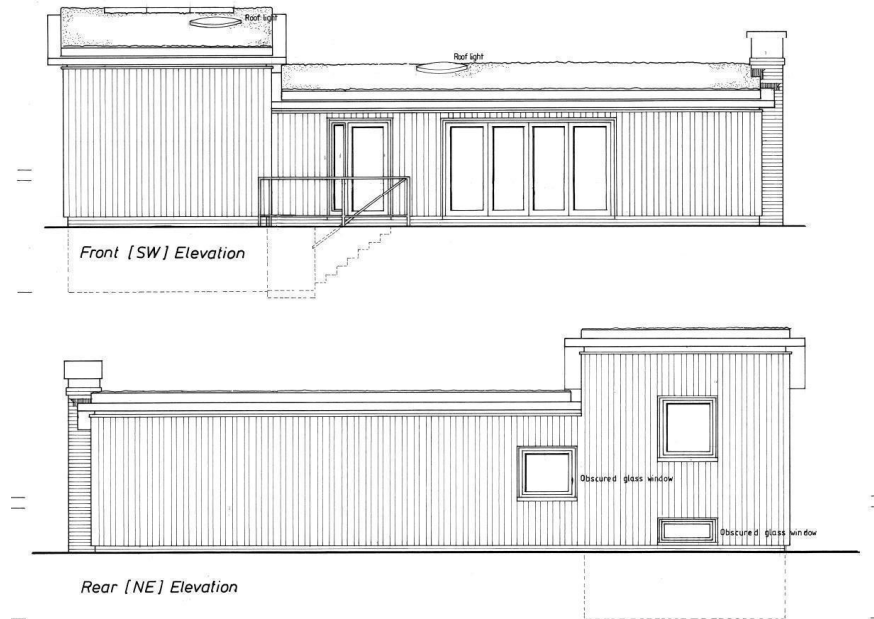 Roof light
Roof light
Front [SW] Elevation
Obscured glass window
Obscured glass window
Rear [NE] Elevation